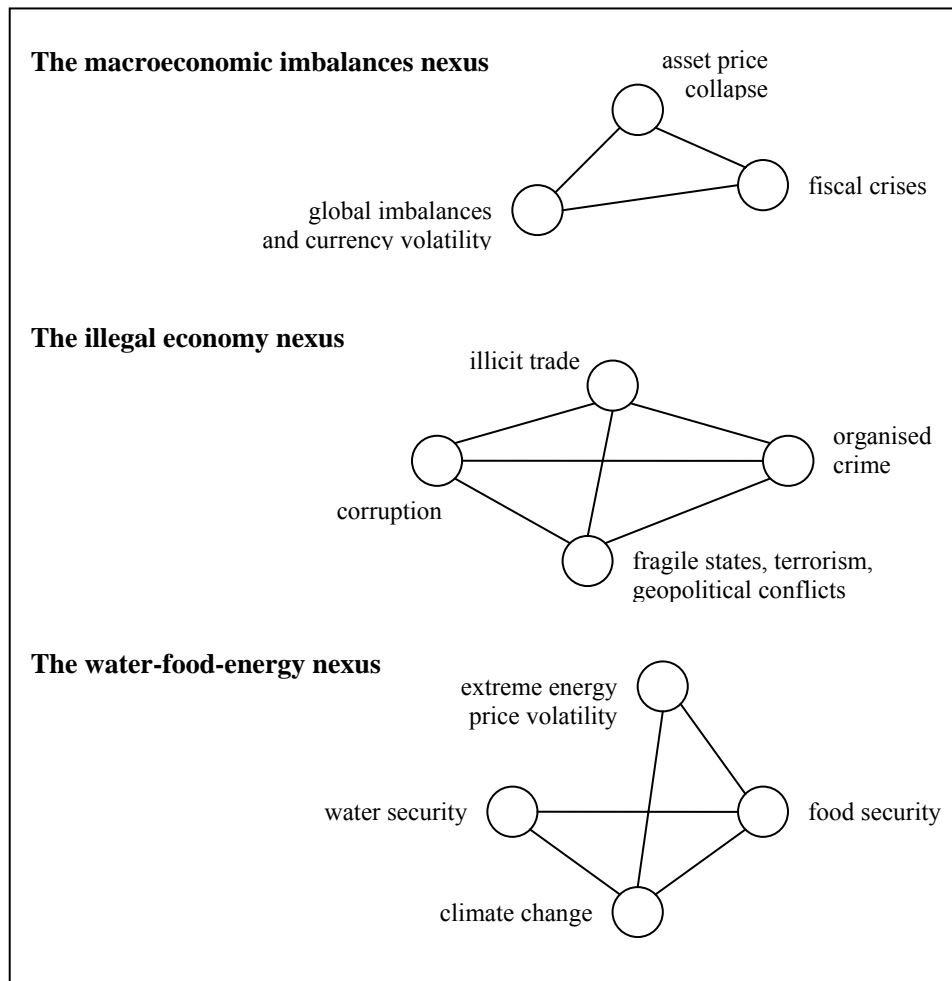 The macroeconomic imbalances nexus
asset price
collapse
fiscal crises
global imbalances
and currency volatility
The illegal economy nexus
illicit trade
organised
crime
corruption
fragile states, terrorism,
geopolitical conflicts
The water-food-energy nexus
extreme energy
price volatility
water security
food security
climate change